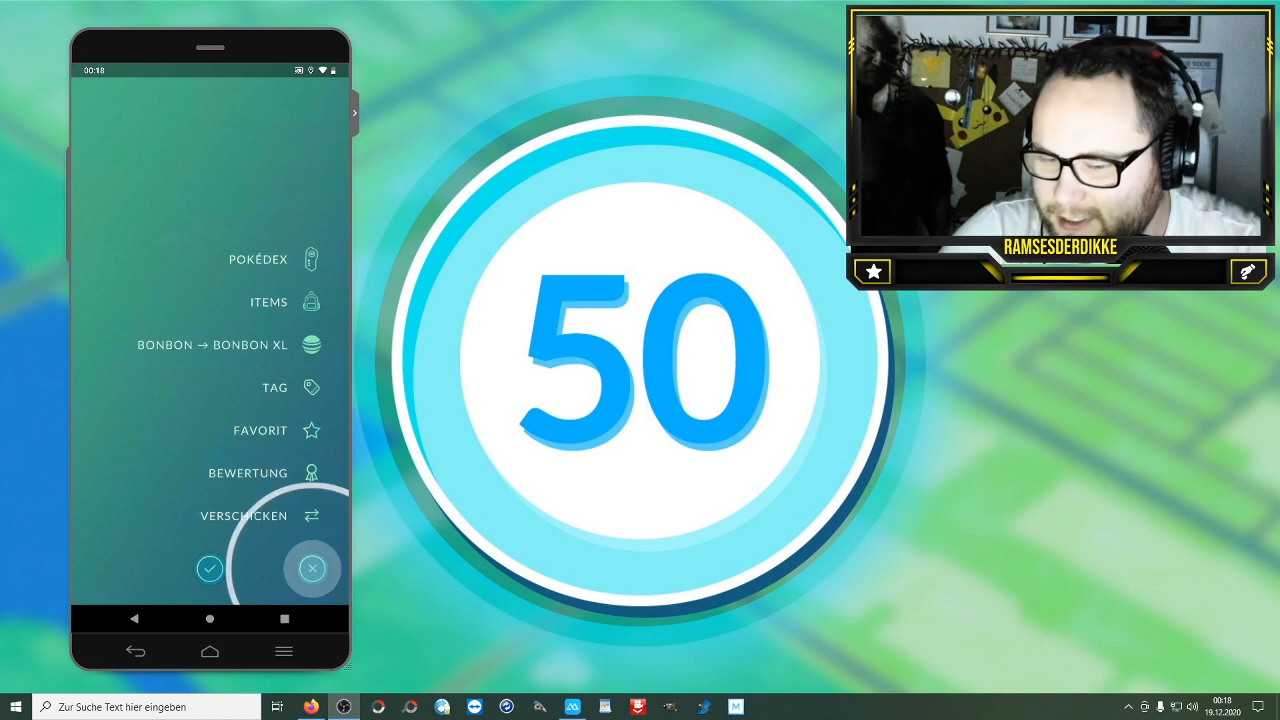 00:18
POKÉDEX
ITEMS
BONBON → BONBON XL
TAG
FAVORIT
BEWERTUNG
VERSCHICKEN
50
RAMSESDERDIKKE
Zur Suche Text hier eingeben
M
00:18
19.12.2020